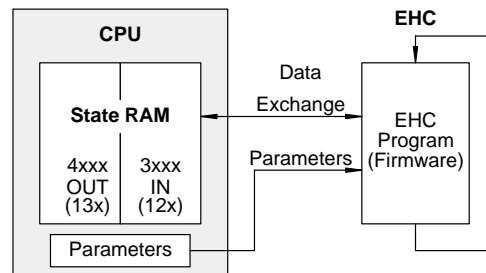 CPU
EHC
State RAM
4xxx
OUT
(13x)
3xxx
IN
(12x)
Parameters
Data
Exchange
Parameters
EHC
Program
(Firmware)